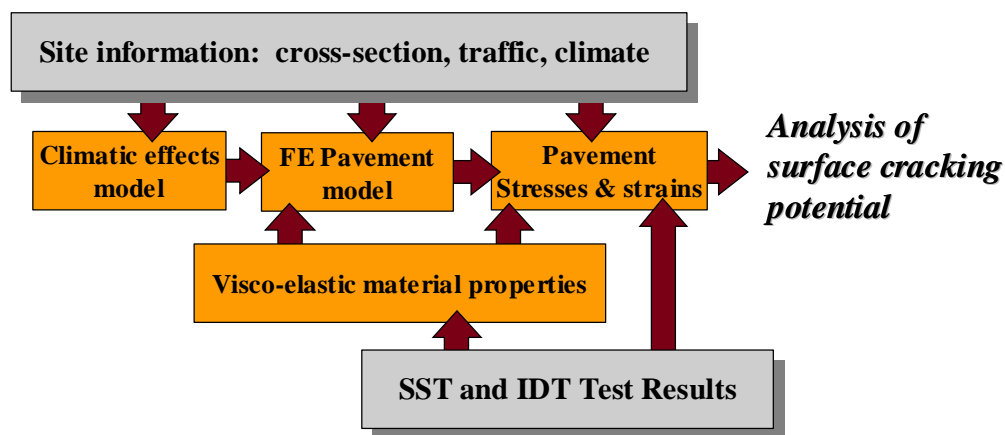 Site information: cross-section, traffic, climate
Climatic effects
model
FE Pavement
model
Pavement
Stresses & strains
Analysis of
surface cracking
potential
Visco-elastic material properties
SST and IDT Test Results